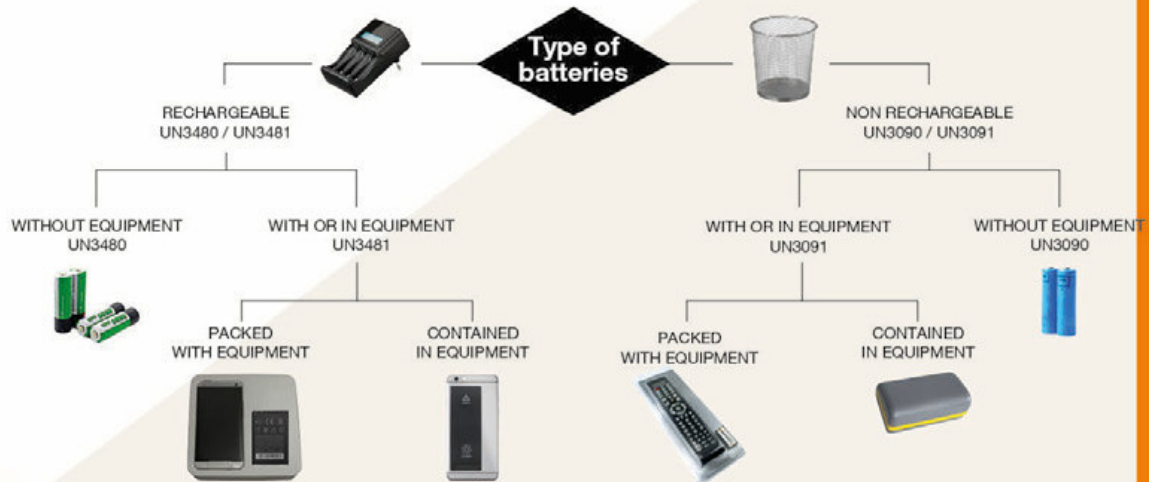 Type of
batteries
RECHARGEABLE
UN3480 / UN3481
NON RECHARGEABLE
UN3090 / UN3091
WITHOUT EQUIPMENT
UN3480
WITH OR IN EQUIPMENT
UN3481
WITH OR IN EQUIPMENT
UN3091
WITHOUT EQUIPMENT
UN3090
PACKED
WITH EQUIPMENT
CONTAINED
IN EQUIPMENT
PACKED
WITH EQUIPMENT
CONTAINED
IN EQUIPMENT